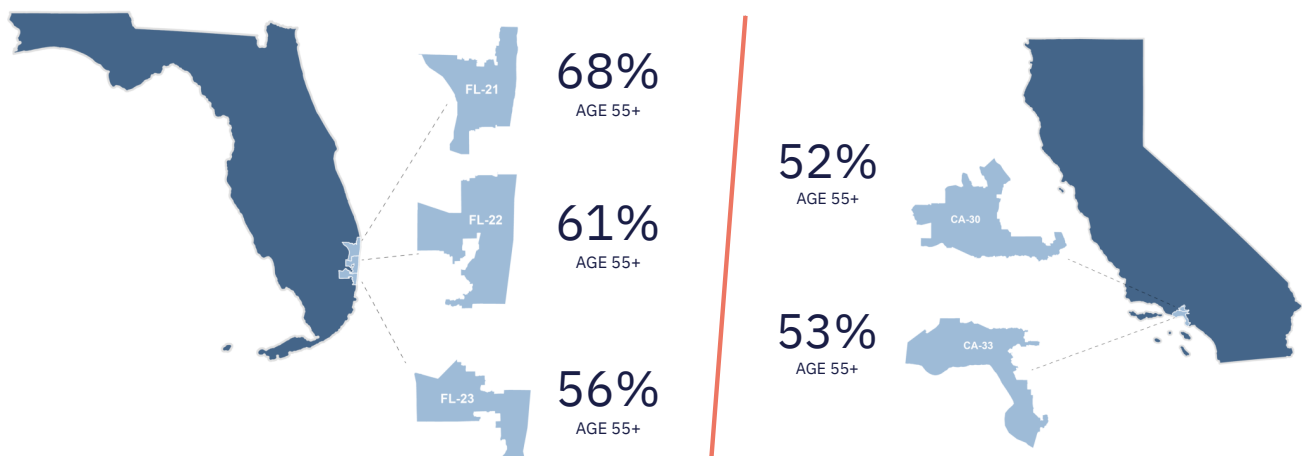 FL-21
68%
AGE 55+
FL-22
61%
AGE 55+
FL-23
56%
AGE 55+
52%
AGE 55+
CA-30
53%
AGE 55+
CA-33